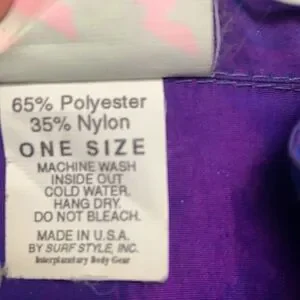 65% Polyester
35% Nylon
ONE SIZE
MACHINE WASH
INSIDE OUT
COLD WATER.
HANG DRY.
DO NOT BLEACH.
MADE IN U.S.A.
BY SURF STYLE, INC.
Interplanetary Body Gear